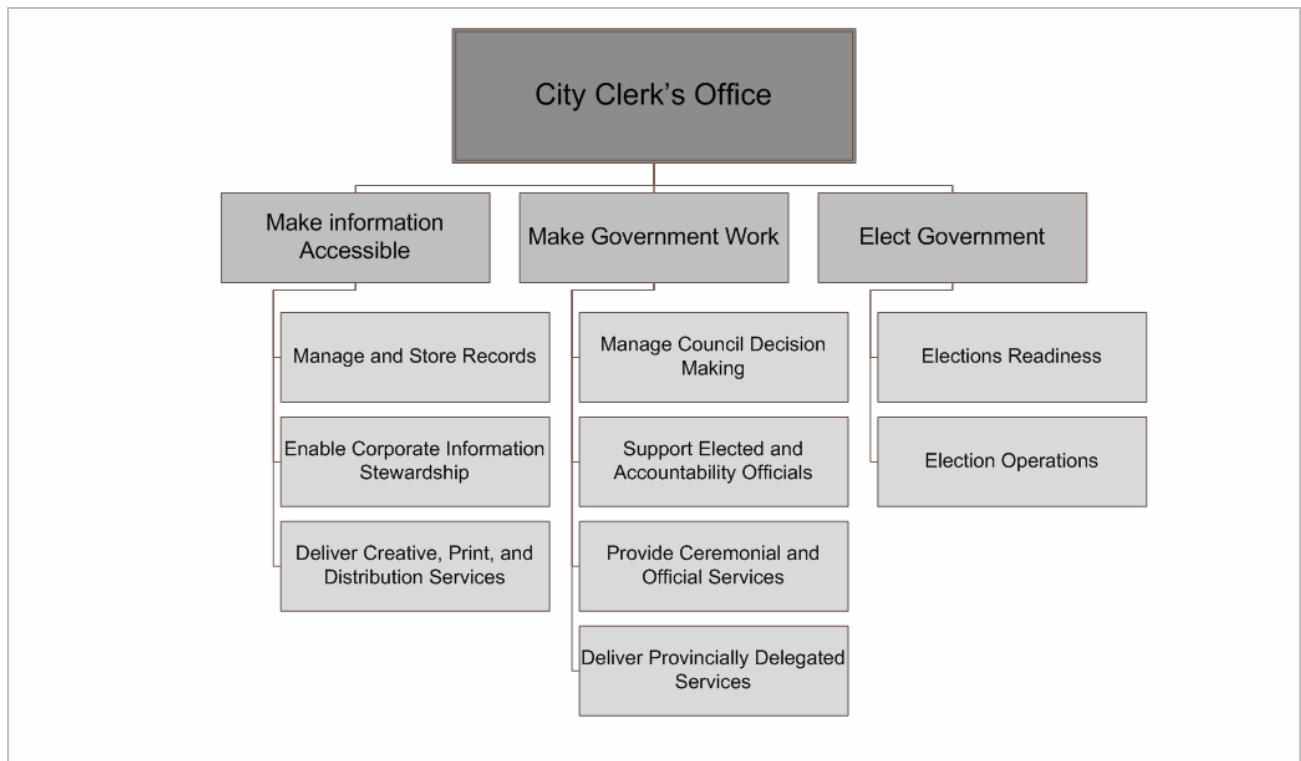 City Clerk's Office
Make information
Accessible
Make Government Work
Elect Government
Manage and Store Records
Enable Corporate Information
Stewardship
Deliver Creative, Print, and
Distribution Services
Manage Council Decision
Making
Support Elected and
Accountability Officials
Provide Ceremonial and
Official Services
Deliver Provincially Delegated
Services
Elections Readiness
Election Operations